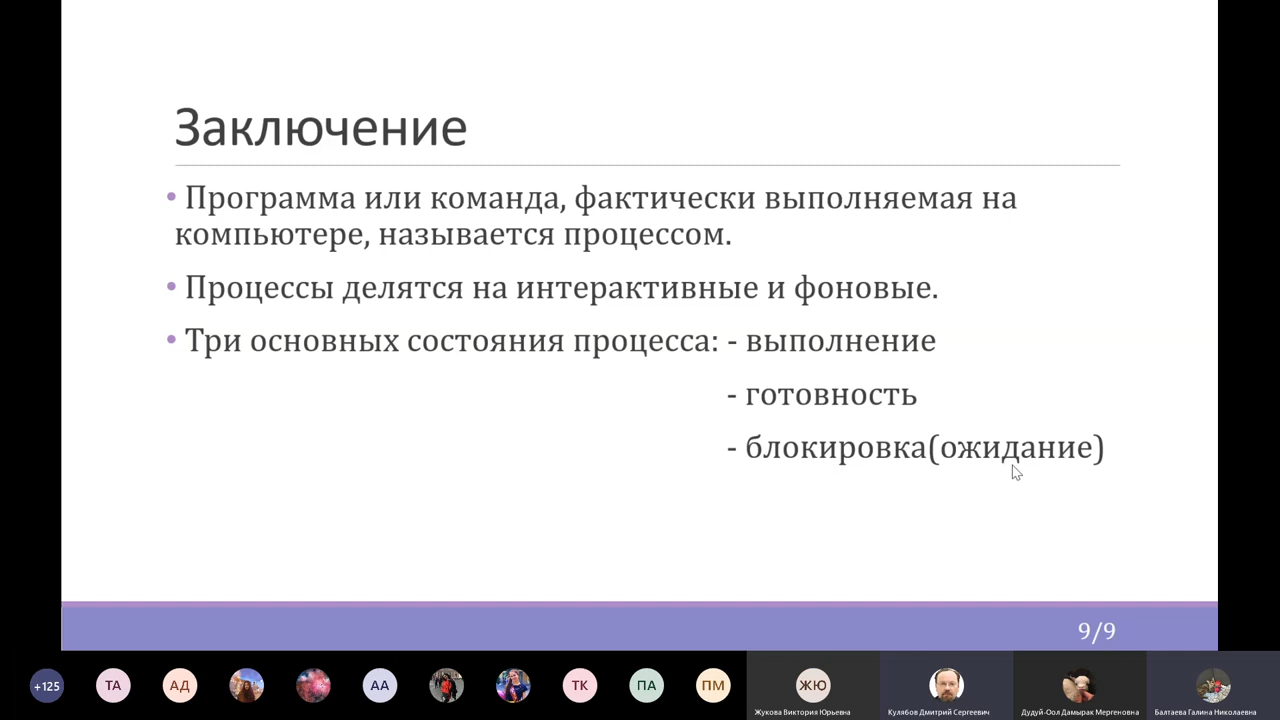 Заключение
• Программа или команда, фактически выполняемая на
компьютере, называется процессом.
• Процессы делятся на интерактивные и фоновые.
• Три основных состояния процесса: - выполнение
- готовность
- блокировка(ожидание)
9/9
+125 ТА АД АА ТК ПА ПМ ЖЮ
Жукова Виктория Юрьевна Кулябов Дмитрий Сергеевич Дудуй-Оол Дамырак Мергеновна Балтаева Галина Николаевна